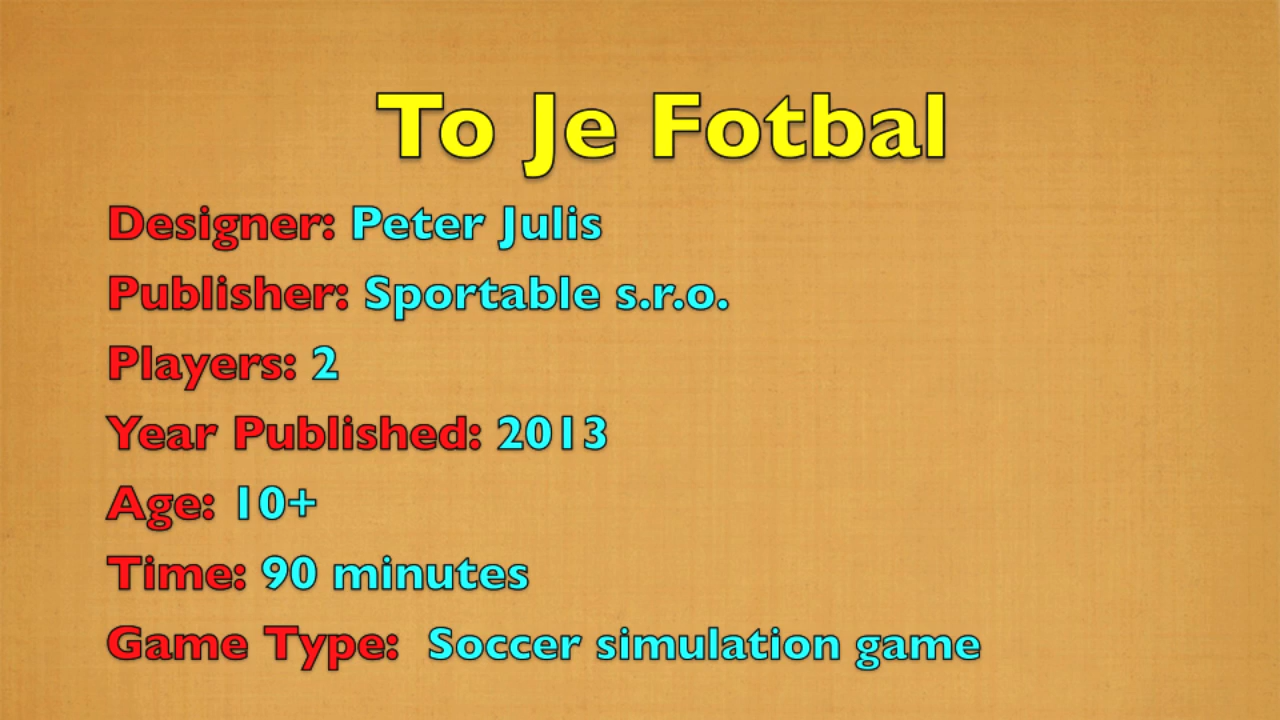 To Je Fotbal
Designer: Peter Julis
Publisher: Sportable s.r.o.
Players: 2
Year Published: 2013
Age: 10+
Time: 90 minutes
Game Type: Soccer simulation game